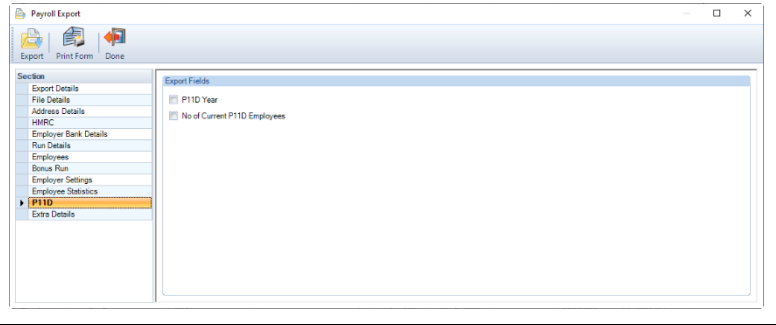 Payroll Export
Export Print Form Done
Section
Export Details
File Details
Address Details
HMRC
Employer Bank Details
Run Details
Employees
Bonus Run
Employer Settings
Employee Statistics
P11D
Extra Details
Export Fields
P11D Year
No of Current P11D Employees